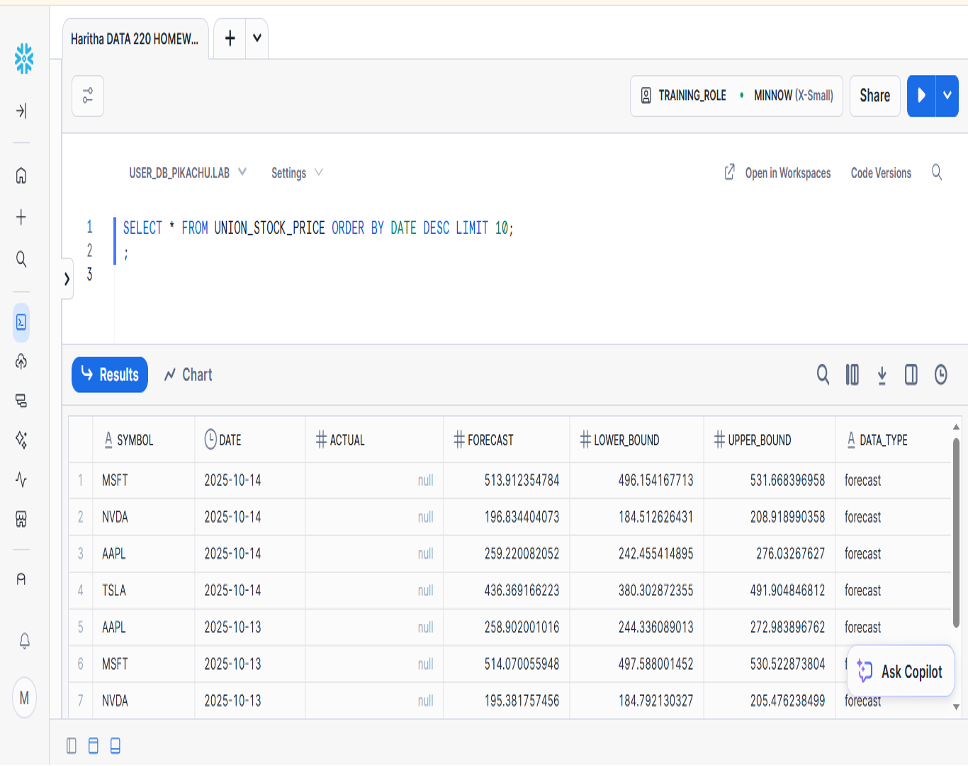 Haritha DATA 220 HOMEW...
TRAINING_ROLE • MINNOW (X-Small) Share
USER_DB_PIKACHU.LAB Settings Open in Workspaces Code Versions
1 SELECT * FROM UNION_STOCK_PRICE ORDER BY DATE DESC LIMIT 10;
2 ;
3
Results Chart
SYMBOL DATE ACTUAL FORECAST LOWER_BOUND UPPER_BOUND DATA_TYPE
1 MSFT 2025-10-14 null 513.912354784 496.154167713 531.668396958 forecast
2 NVDA 2025-10-14 null 196.834404073 184.512626431 208.918990358 forecast
3 AAPL 2025-10-14 null 259.220082052 242.455414895 276.03267627 forecast
4 TSLA 2025-10-14 null 436.369166223 380.302872355 491.904846812 forecast
5 AAPL 2025-10-13 null 258.902001016 244.336089013 272.983896762 forecast
6 MSFT 2025-10-13 null 514.070055948 497.588001452 530.522873804
Ask Copilot
7 NVDA 2025-10-13 null 195.381757456 184.792130327 205.476238499 forecast
M